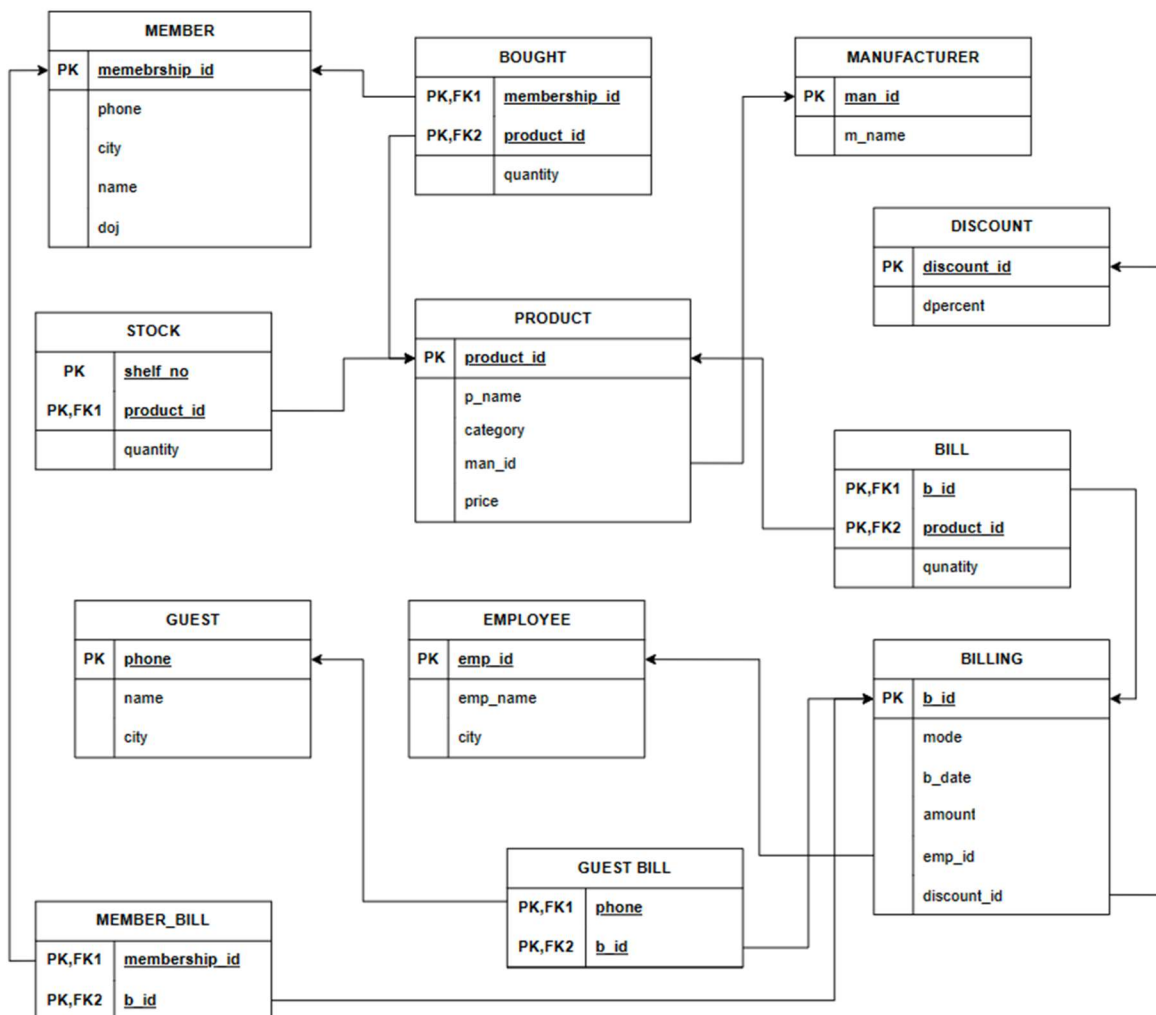 MEMBER
PK memebrship_id
phone
city
name
doj
BOUGHT
PK,FK1 membership_id
PK,FK2 product_id
quantity
MANUFACTURER
PK man_id
m_name
DISCOUNT
PK discount_id
dpercent
STOCK
PK shelf_no
PK,FK1 product_id
quantity
PRODUCT
PK product_id
p_name
category
man_id
price
BILL
PK,FK1 b_id
PK,FK2 product_id
qunatity
GUEST
PK phone
name
city
EMPLOYEE
PK emp_id
emp_name
city
BILLING
PK b_id
mode
b_date
amount
emp_id
discount_id
GUEST BILL
PK,FK1 phone
PK,FK2 b_id
MEMBER_BILL
PK,FK1 membership_id
PK,FK2 b_id